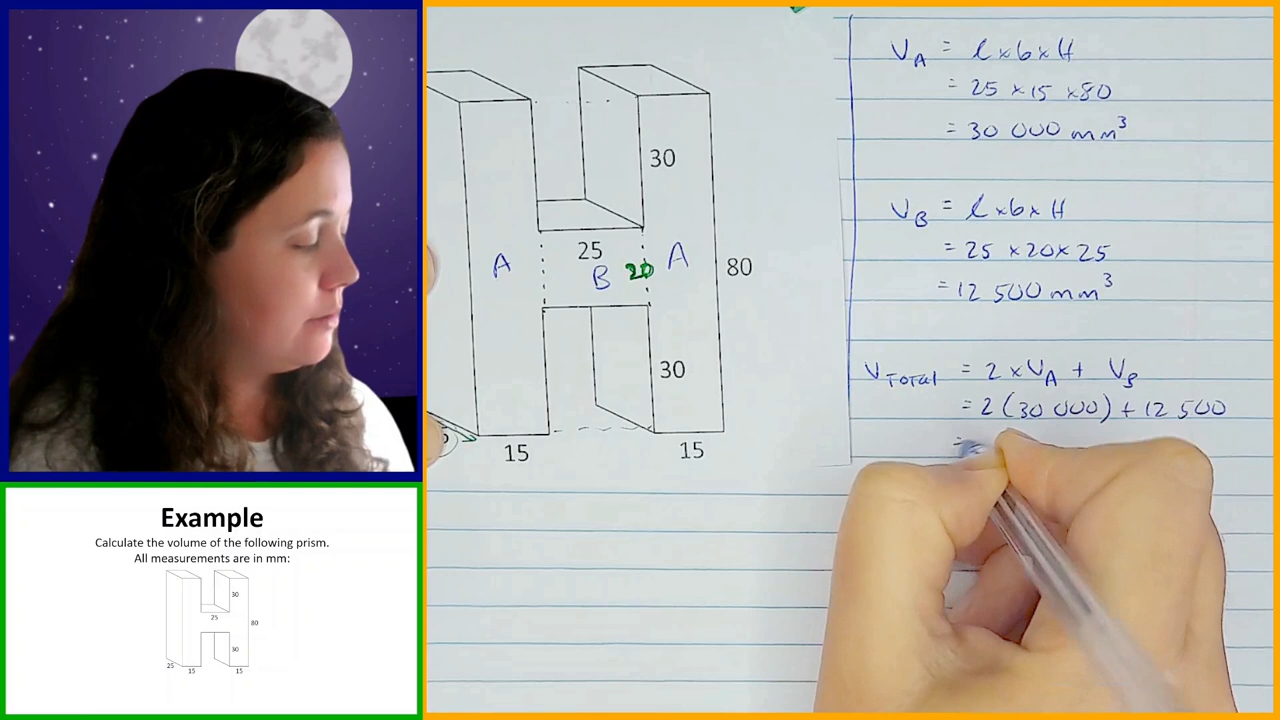 Example
Calculate the volume of the following prism.
All measurements are in mm:
30
25
80
30
25
15
15
30
25
20
A
A
B
80
30
15
15
V_A = l x b x H
= 25 x 15 x 80
= 30 000 mm³
V_B = l x b x H
= 25 x 20 x 25
= 12 500 mm³
V_TOTAL = 2 x V_A + V_B
= 2 (30 000) + 12 500
=